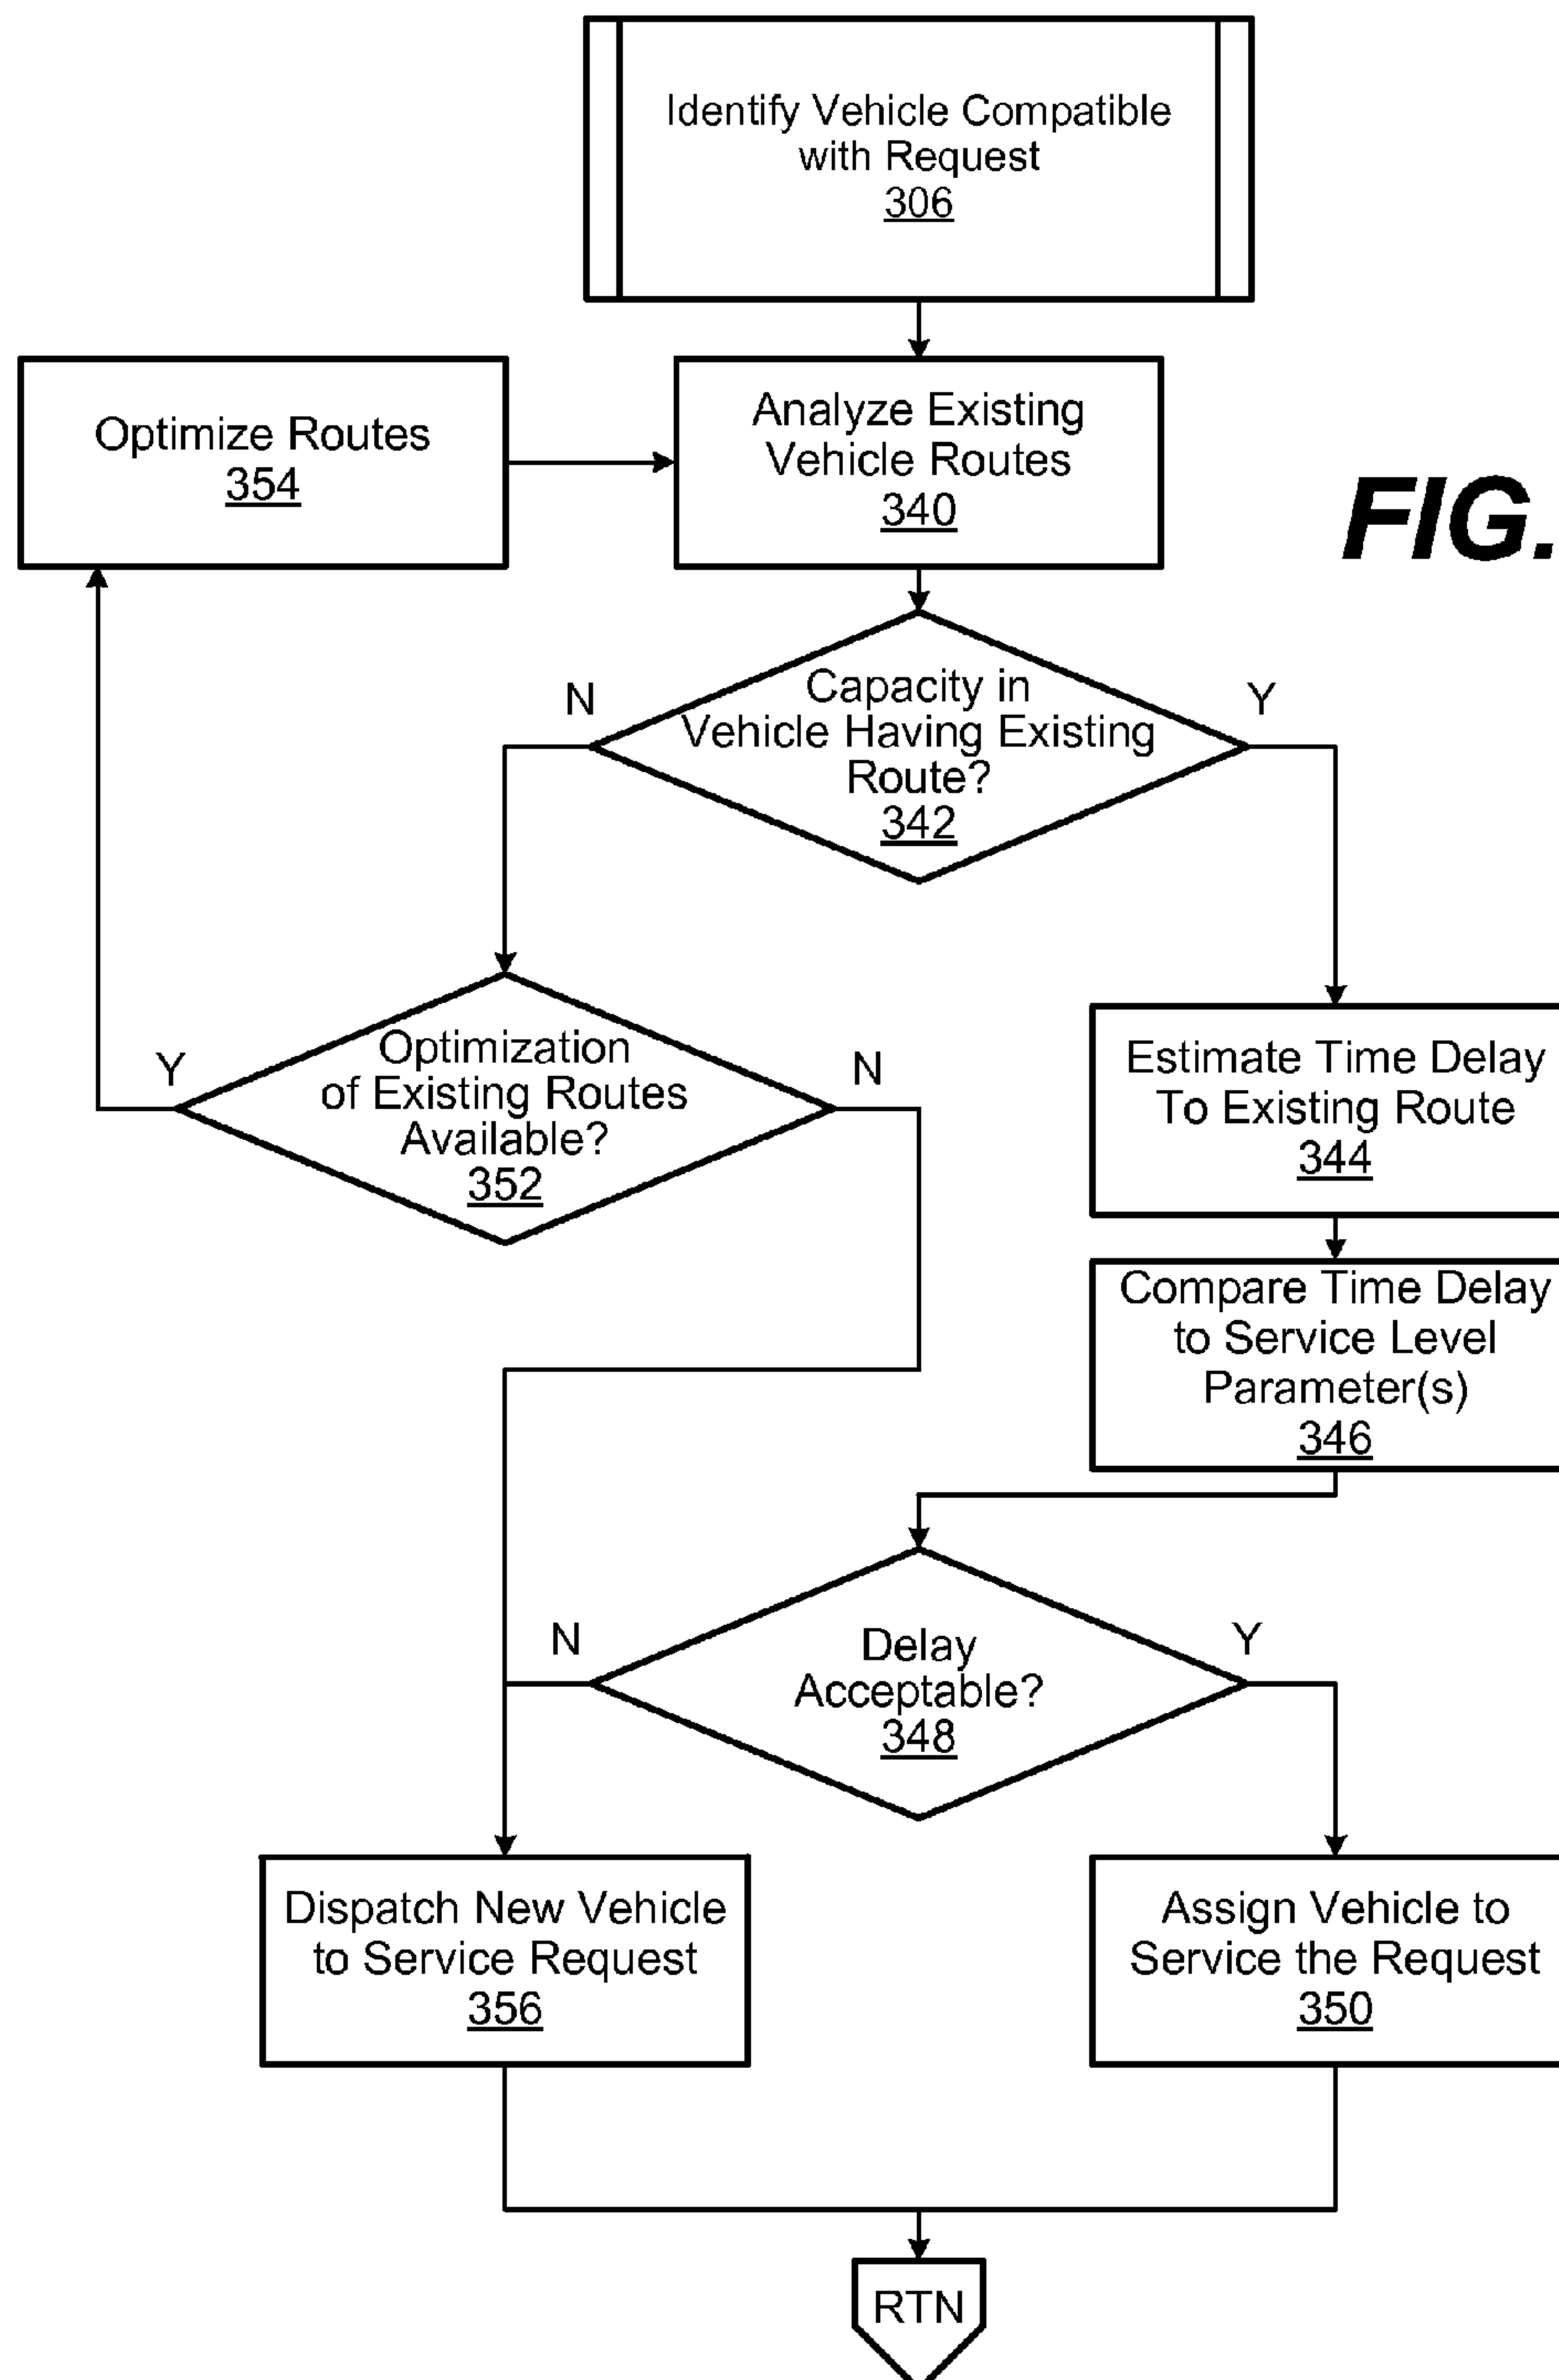 Identify Vehicle Compatible
with Request
306
Optimize Routes
354
Analyze Existing
Vehicle Routes
340
FIG.
N
Capacity in
Vehicle Having Existing
Route?
342
Y
Y
Optimization
of Existing Routes
Available?
352
N
Estimate Time Delay
To Existing Route
344
Compare Time Delay
to Service Level
Parameter(s)
346
N
Delay
Acceptable?
348
Y
Dispatch New Vehicle
to Service Request
356
Assign Vehicle to
Service the Request
350
RTN